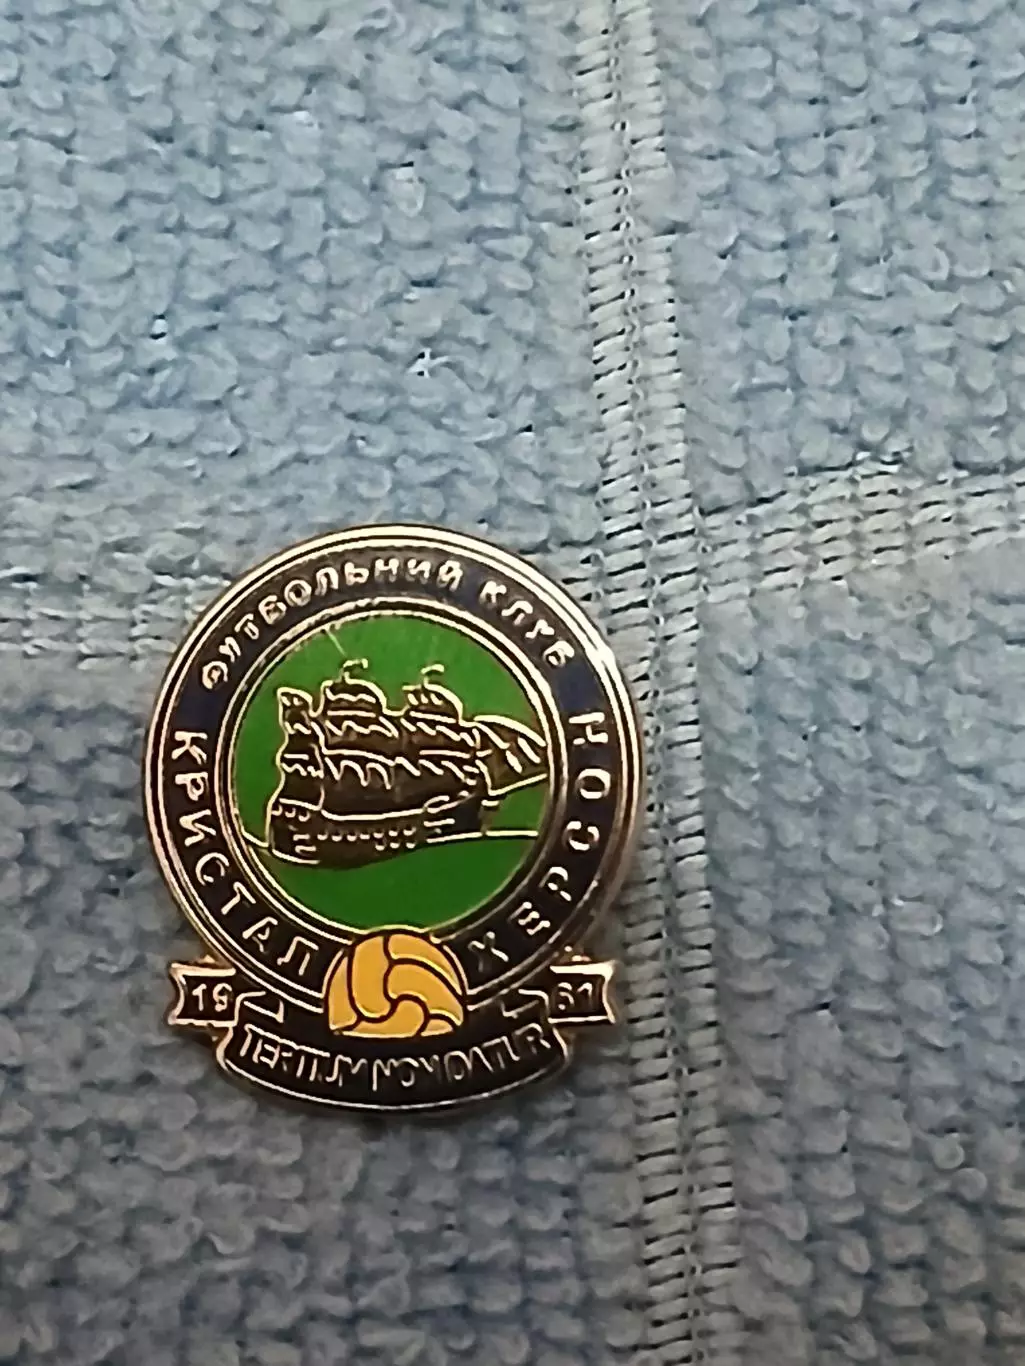 ФУТБОЛЬНИЙ КЛУБ
КРИСТАЛ ХЕРСОН
19 61
TERTIUM NON DATUR